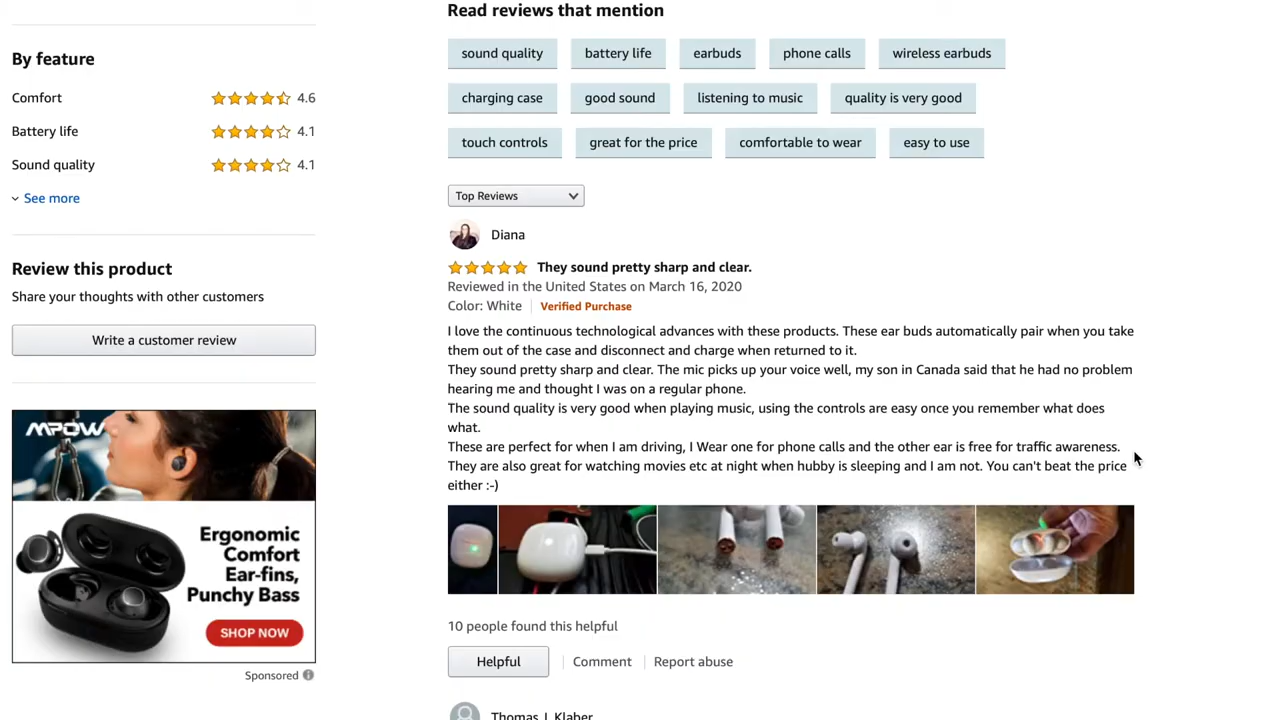 Read reviews that mention
By feature
Comfort 4.6
Battery life 4.1
Sound quality 4.1
See more
Review this product
Share your thoughts with other customers
Write a customer review
MPOW
Ergonomic
Comfort
Ear-fins,
Punchy Bass
SHOP NOW
Sponsored
sound quality battery life earbuds phone calls wireless earbuds
charging case good sound listening to music quality is very good
touch controls great for the price comfortable to wear easy to use
Top Reviews
Diana
They sound pretty sharp and clear.
Reviewed in the United States on March 16, 2020
Color: White Verified Purchase
I love the continuous technological advances with these products. These ear buds automatically pair when you take
them out of the case and disconnect and charge when returned to it.
They sound pretty sharp and clear. The mic picks up your voice well, my son in Canada said that he had no problem
hearing me and thought I was on a regular phone.
The sound quality is very good when playing music, using the controls are easy once you remember what does
what.
These are perfect for when I am driving, I Wear one for phone calls and the other ear is free for traffic awareness.
They are also great for watching movies etc at night when hubby is sleeping and I am not. You can't beat the price
either :-)
10 people found this helpful
Helpful Comment Report abuse
Thomas J. Klaber